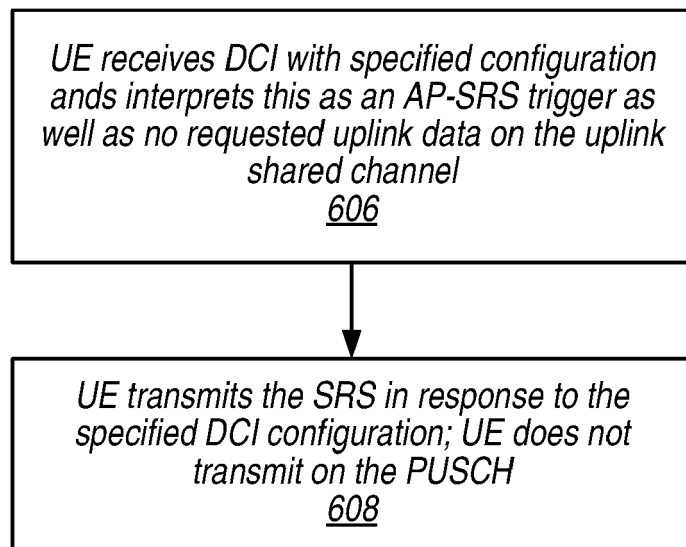 UE receives DCI with specified configuration
ands interprets this as an AP-SRS trigger as
well as no requested uplink data on the uplink
shared channel
606
UE transmits the SRS in response to the
specified DCI configuration; UE does not
transmit on the PUSCH
608